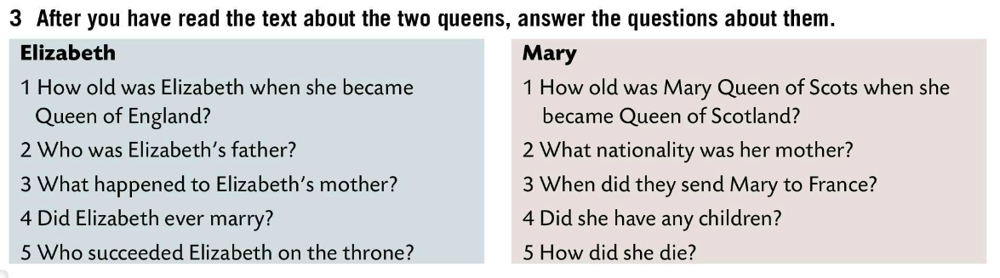 3 After you have read the text about the two queens, answer the questions about them.
Elizabeth
1 How old was Elizabeth when she became
Queen of England?
2 Who was Elizabeth's father?
3 What happened to Elizabeth's mother?
4 Did Elizabeth ever marry?
5 Who succeeded Elizabeth on the throne?
Mary
1 How old was Mary Queen of Scots when she
became Queen of Scotland?
2 What nationality was her mother?
3 When did they send Mary to France?
4 Did she have any children?
5 How did she die?